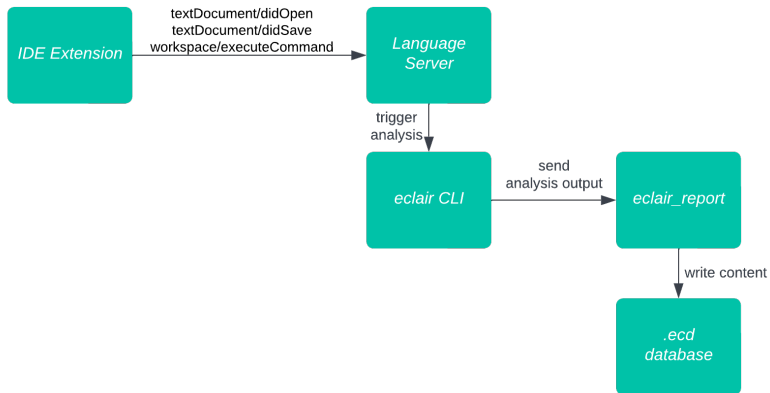 textDocument/didOpen
textDocument/didSave
workspace/executeCommand
IDE Extension
Language
Server
trigger
analysis
eclair CLI
send
analysis output
eclair_report
write content
.ecd
database